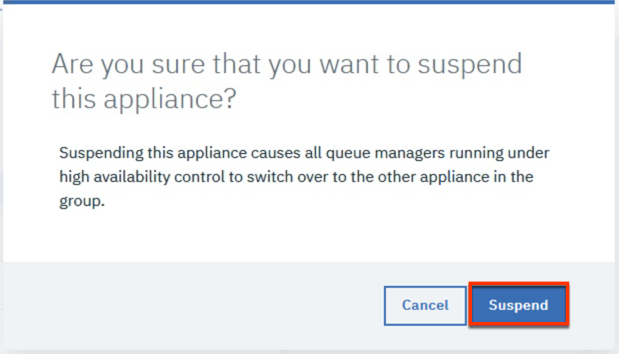 Are you sure that you want to suspend
this appliance?
Suspending this appliance causes all queue managers running under
high availability control to switch over to the other appliance in the
group.
Cancel
Suspend